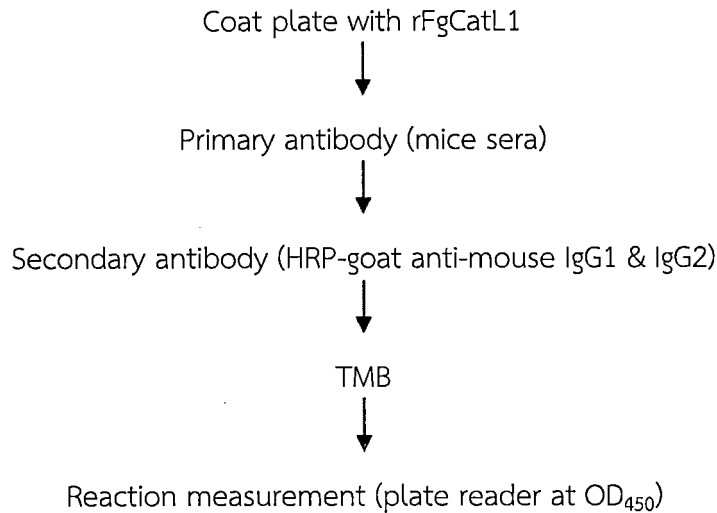 Coat plate with rFgCatL1
Primary antibody (mice sera)
Secondary antibody (HRP-goat anti-mouse IgG1 & IgG2)
TMB
Reaction measurement (plate reader at OD₄₅₀)